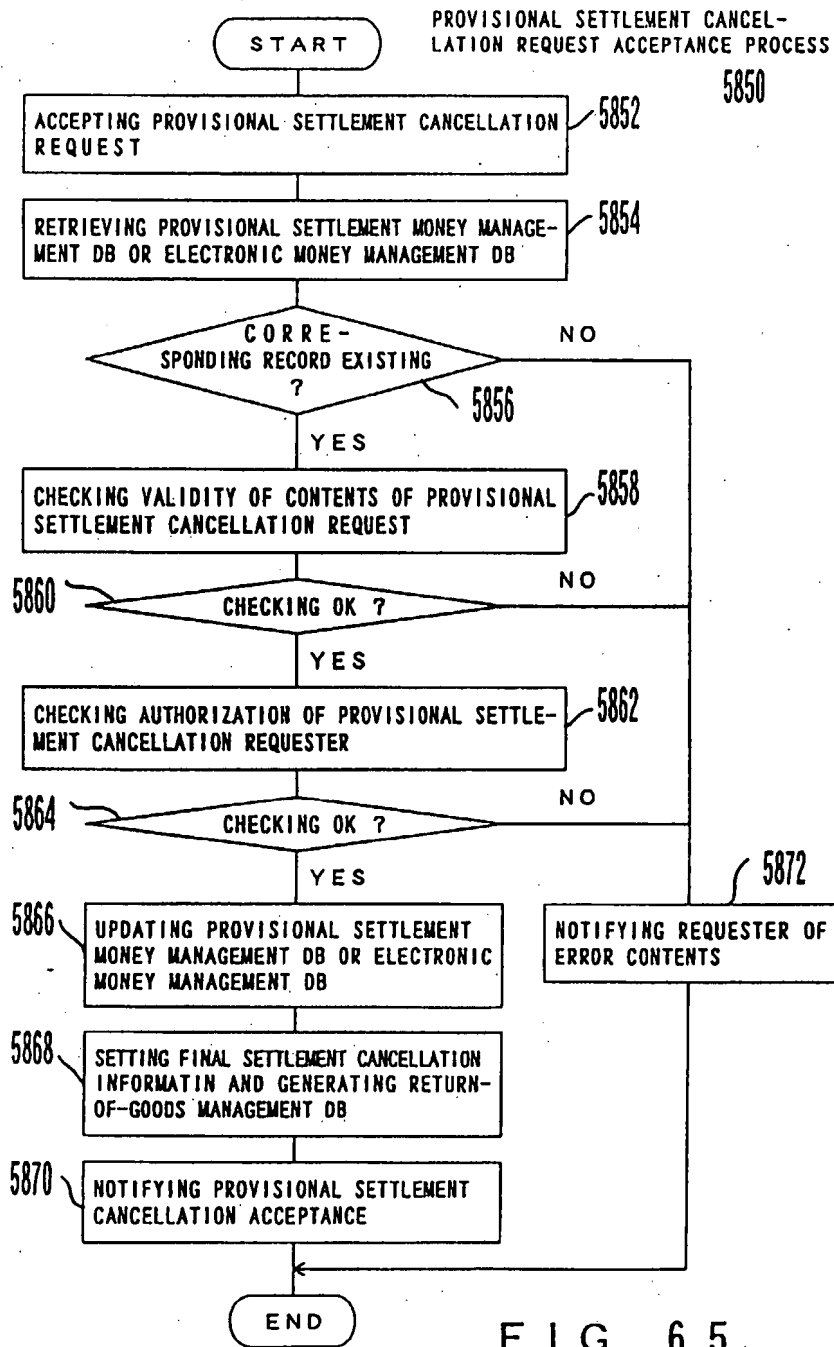 PROVISIONAL SETTLEMENT CANCEL-
LATION REQUEST ACCEPTANCE PROCESS
5850
START
ACCEPTING PROVISIONAL SETTLEMENT CANCELLATION
REQUEST
5852
RETRIEVING PROVISIONAL SETTLEMENT MONEY MANAGE-
MENT DB OR ELECTRONIC MONEY MANAGEMENT DB
5854
CORRE-
SPONDING RECORD EXISTING
?
NO
5856
YES
CHECKING VALIDITY OF CONTENTS OF PROVISIONAL
SETTLEMENT CANCELLATION REQUEST
5858
5860
CHECKING OK ?
NO
YES
CHECKING AUTHORIZATION OF PROVISIONAL SETTLE-
MENT CANCELLATION REQUESTER
5862
5864
CHECKING OK ?
NO
YES
5866
UPDATING PROVISIONAL SETTLEMENT
MONEY MANAGEMENT DB OR ELECTRONIC
MONEY MANAGEMENT DB
5872
NOTIFYING REQUESTER OF
ERROR CONTENTS
5868
SETTING FINAL SETTLEMENT CANCELLATION
INFORMATIN AND GENERATING RETURN-
OF-GOODS MANAGEMENT DB
5870
NOTIFYING PROVISIONAL SETTLEMENT
CANCELLATION ACCEPTANCE
END
FIG. 65